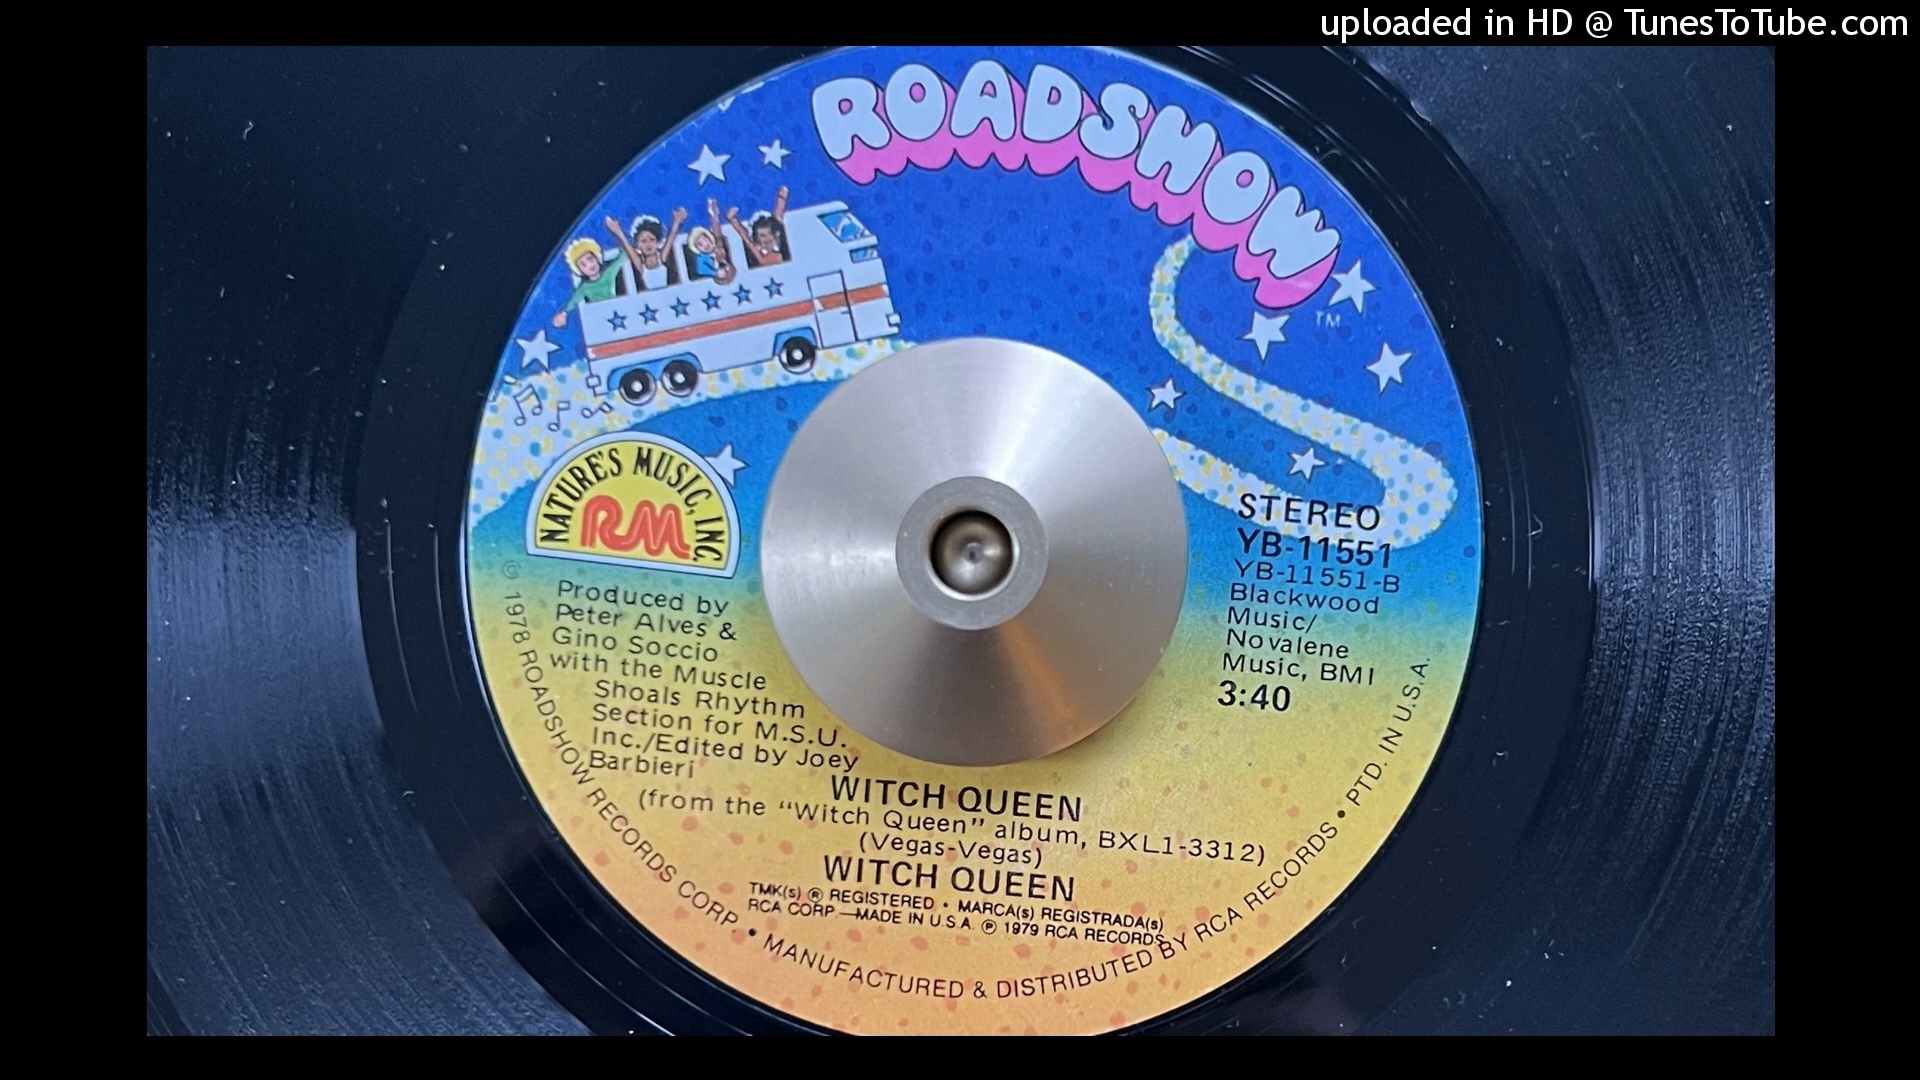 uploaded in HD @ TunesToTube.com
ROADSHOW
TM
NATURE'S MUSIC, INC.
RM
STEREO
YB-11551
YB-11551-B
Blackwood
Music/
Novalene
Music, BMI
3:40
Produced by
Peter Alves &
Gino Soccio
with the Muscle
Shoals Rhythm
Section for M.S.U.
Inc./Edited by Joey
Barbieri
WITCH QUEEN
(from the “Witch Queen” album, BXL1-3312)
(Vegas-Vegas)
WITCH QUEEN
TMK(s) ® REGISTERED • MARCA(s) REGISTRADA(s)
RCA CORP.—MADE IN U.S.A. ℗ 1979 RCA RECORDS
© 1978 ROADSHOW RECORDS CORP. • MANUFACTURED & DISTRIBUTED BY RCA RECORDS • PTD. IN U.S.A.